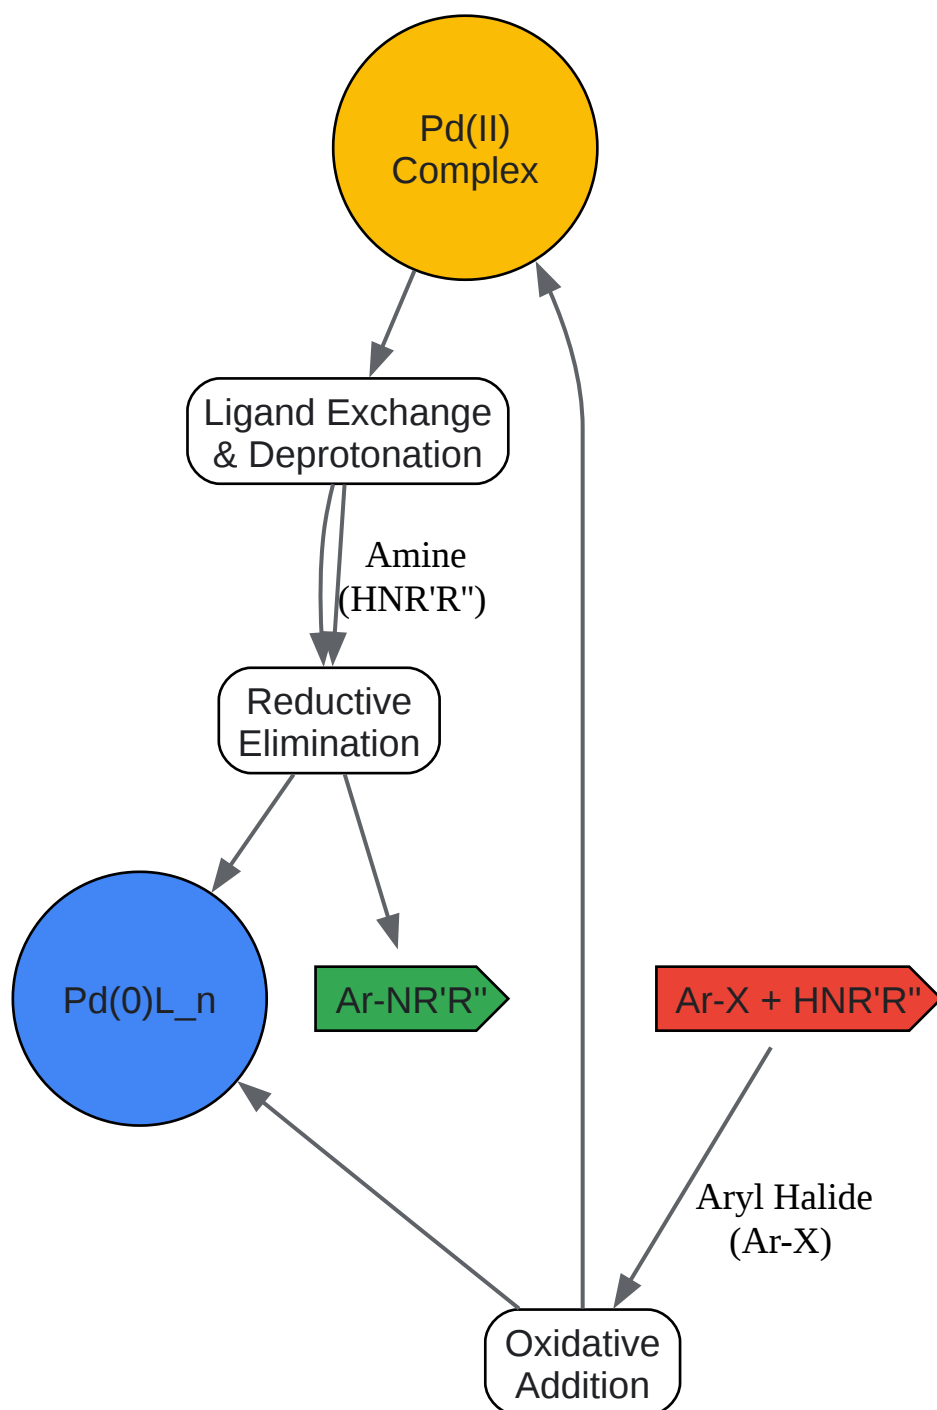 Pd(II)
Complex
Ligand Exchange
& Deprotonation
Amine
(HNR'R")
Reductive
Elimination
Pd(0)L_n
Ar-NR'R"
Ar-X + HNR'R"
Aryl Halide
(Ar-X)
Oxidative
Addition